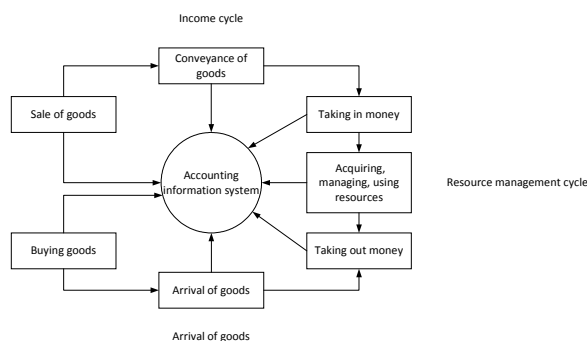 Income cycle
Conveyance of
goods
Sale of goods
Taking in money
Accounting
information system
Acquiring,
managing, using
resources
Resource management cycle
Buying goods
Taking out money
Arrival of goods
Arrival of goods